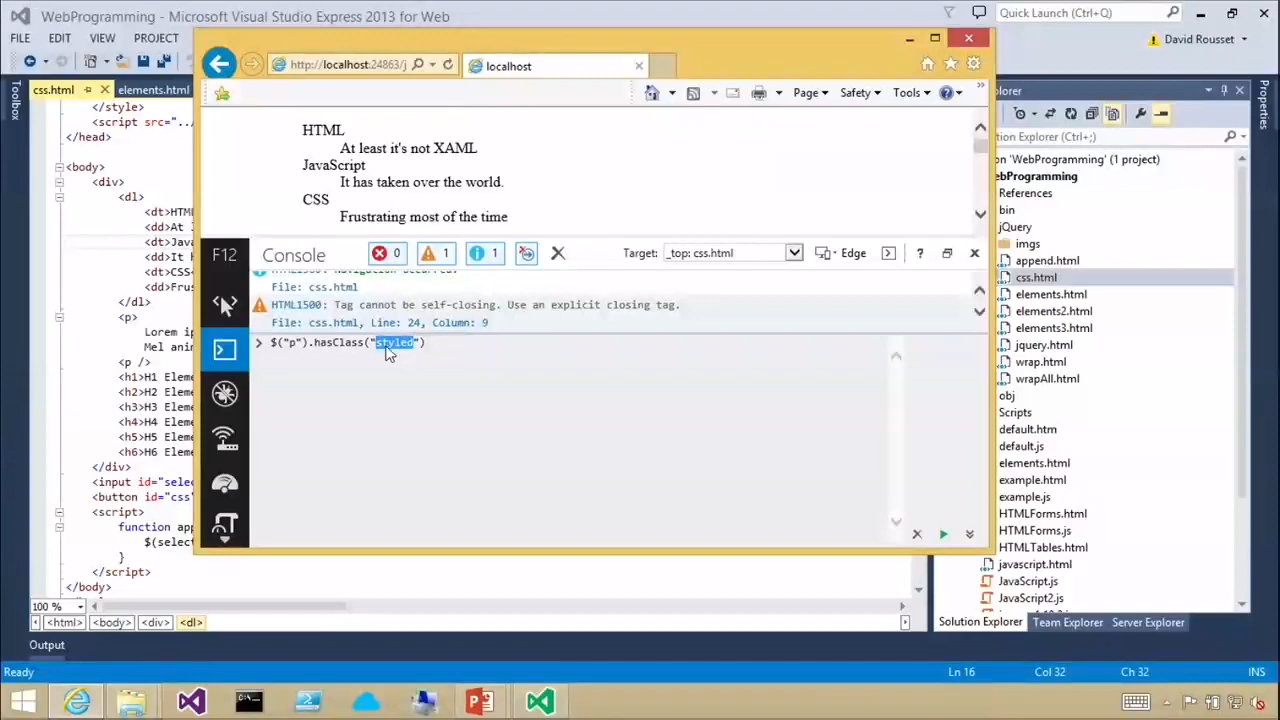 WebProgramming - Microsoft Visual Studio Express 2013 for Web
Quick Launch (Ctrl+Q)
FILE EDIT VIEW PROJECT
David Rousset
http://localhost:24863/j
localhost
Page Safety Tools
css.html
elements.html
Toolbox
Properties
</style>
<script src="../
</head>
<body>
<div>
<dl>
<dt>HTML
<dd>At l
<dt>Java
<dd>It h
<dt>CSS<
<dd>Frus
</dl>
<p>
Lorem ip
Mel anim
<p />
<h1>H1 Eleme
<h2>H2 Eleme
<h3>H3 Eleme
<h4>H4 Eleme
<h5>H5 Eleme
<h6>H6 Eleme
</div>
<input id="selec
<button id="css"
<script>
function app
$(select
}
</script>
</body>
100 %
<html> <body> <div> <dl>
Output
HTML
At least it's not XAML
JavaScript
It has taken over the world.
CSS
Frustrating most of the time
F12
Console
0
1
1
Target: _top: css.html
Edge
?
File: css.html
HTML1500: Tag cannot be self-closing. Use an explicit closing tag.
File: css.html, Line: 24, Column: 9
$("p").hasClass("styled")
plorer
Explorer (Ctrl+;)
on 'WebProgramming' (1 project)
ebProgramming
References
bin
jQuery
imgs
append.html
css.html
elements.html
elements2.html
elements3.html
jquery.html
wrap.html
wrapAll.html
obj
Scripts
default.htm
default.js
elements.html
example.html
example.js
HTMLForms.html
HTMLForms.js
HTMLTables.html
javascript.html
JavaScript.js
JavaScript2.js
Solution Explorer Team Explorer Server Explorer
Ready
Ln 16
Col 32
Ch 32
INS